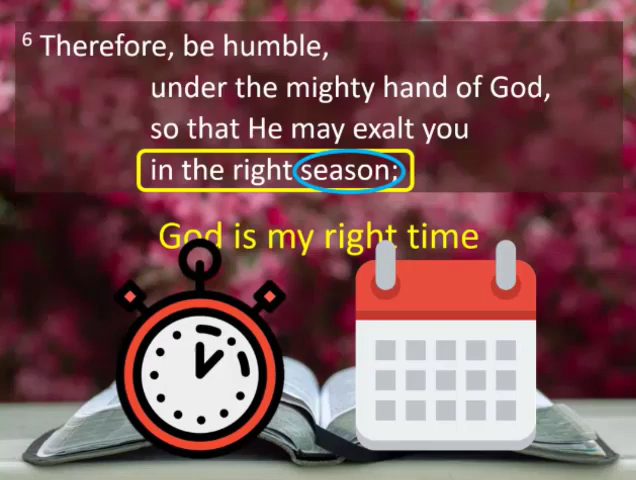 6 Therefore, be humble,
under the mighty hand of God,
so that He may exalt you
in the right season;
God is my right time